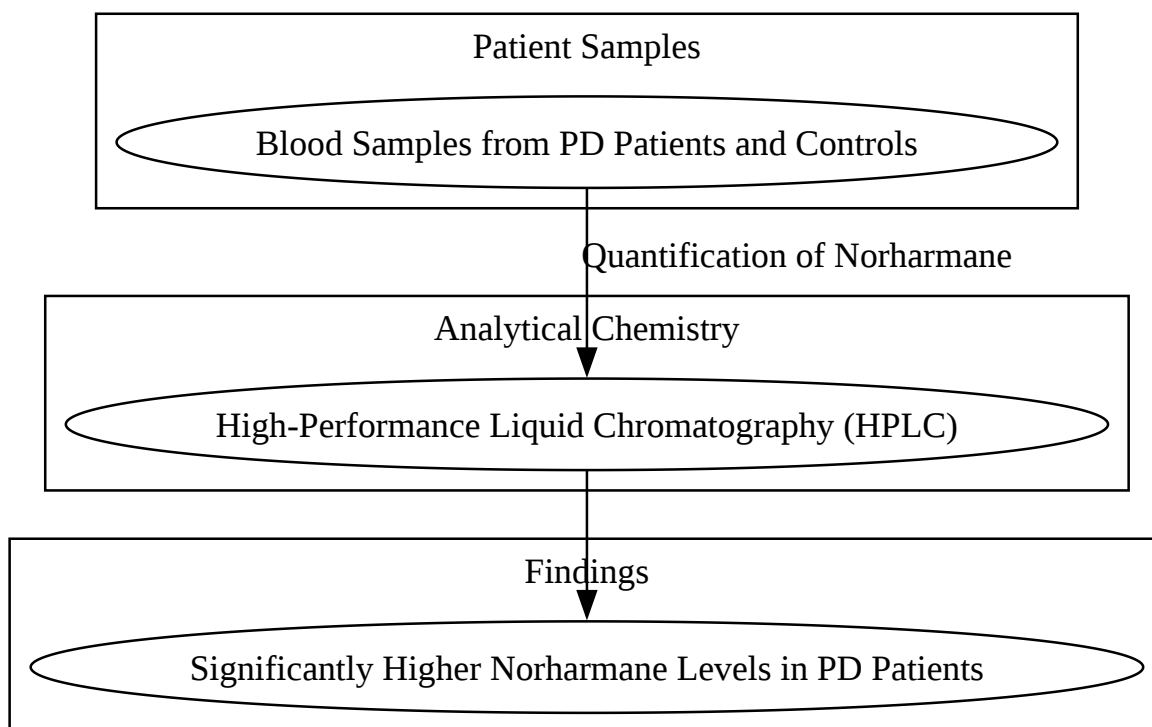 Patient Samples
Blood Samples from PD Patients and Controls
Quantification of Norharmane
Analytical Chemistry
High-Performance Liquid Chromatography (HPLC)
Findings
Significantly Higher Norharmane Levels in PD Patients